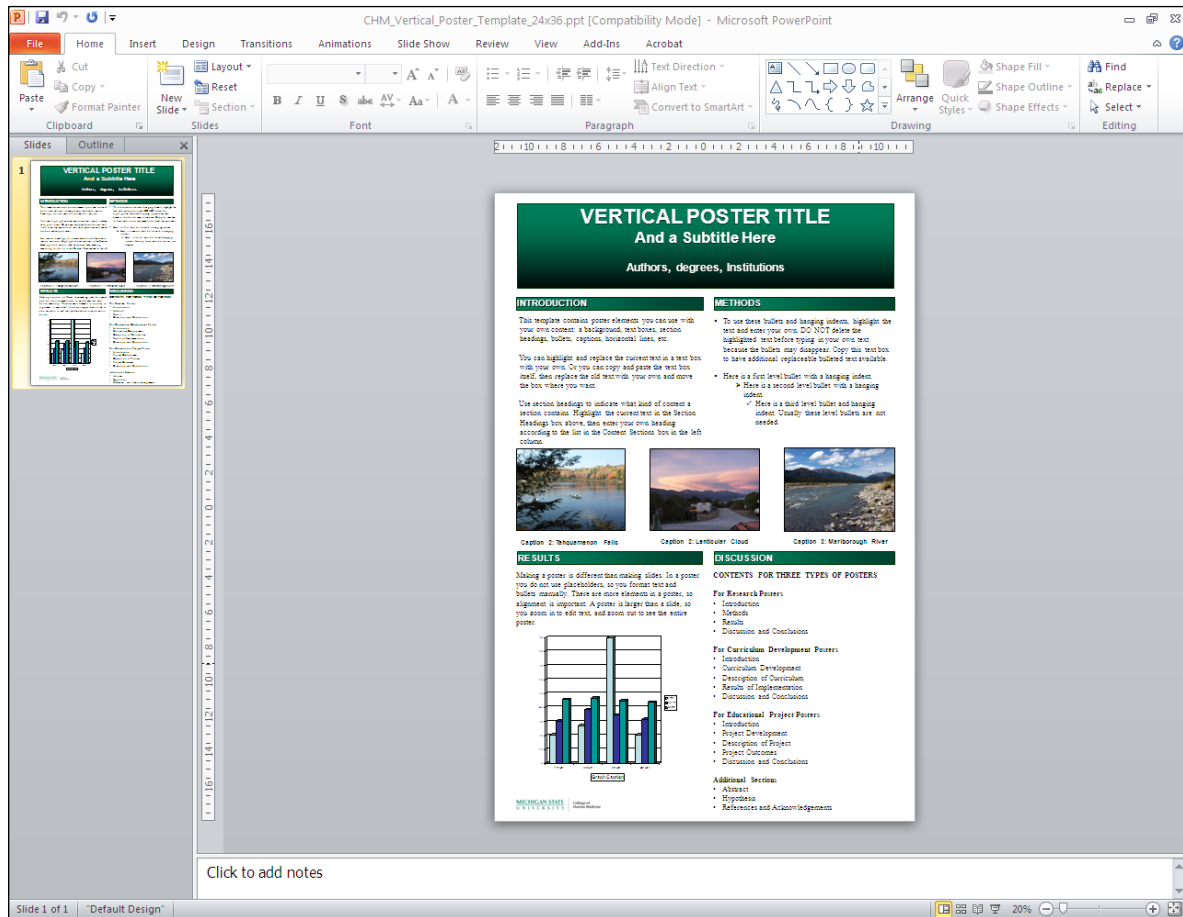 CHM_Vertical_Poster_Template_24x36.ppt [Compatibility Mode] - Microsoft PowerPoint
File Home Insert Design Transitions Animations Slide Show Review View Add-Ins Acrobat
Paste
Cut
Copy
Format Painter
Clipboard
New Slide
Layout
Reset
Section
Slides
Font
Text Direction
Align Text
Convert to SmartArt
Paragraph
Arrange
Quick Styles
Shape Fill
Shape Outline
Shape Effects
Drawing
Find
Replace
Select
Editing
Slides Outline
1
VERTICAL POSTER TITLE
And a Subtitle Here
Authors, degrees, Institutions
VERTICAL POSTER TITLE
And a Subtitle Here
Authors, degrees, Institutions
INTRODUCTION
This template contains poster elements you can use with
your own content: a background, text boxes, section
headings, bullets, captions, horizontal lines, etc.
You can highlight and replace the current text in a text box
with your own. Or you can copy and paste the text box
itself, then replace the old text with your own and move
the box where you want.
Use section headings to indicate what kind of content a
section contains. Highlight the current text in the Section
Headings box above, then enter your own heading
according to the list in the Content Sections box in the left
column.
METHODS
• To use these bullets and hanging indents, highlight the
text and enter your own. DO NOT delete the
highlighted text before typing in your own text
because the bullets may disappear. Copy this text box
to have additional replaceable bulleted text available.
• Here is a first level bullet with a hanging indent.
➢ Here is a second level bullet with a hanging
indent.
✓ Here is a third level bullet and hanging
indent. Usually these level bullets are not
needed.
Caption 2: Tahquamenon Falls
Caption 2: Lenticular Cloud
Caption 3: Marlborough River
RESULTS
Making a poster is different than making slides. In a poster
you do not use placeholders, so you format text and
bullets manually. There are more elements in a poster, so
alignment is important. A poster is larger than a slide, so
you zoom in to edit text, and zoom out to see the entire
poster.
Graph Caption
MICHIGAN STATE
UNIVERSITY
College of
Human Medicine
DISCUSSION
CONTENTS FOR THREE TYPES OF POSTERS
For Research Posters
• Introduction
• Methods
• Results
• Discussion and Conclusions
For Curriculum Development Posters
• Introduction
• Curriculum Development
• Description of Curriculum
• Results of Implementation
• Discussion and Conclusions
For Educational Project Posters
• Introduction
• Project Development
• Description of Project
• Project Outcomes
• Discussion and Conclusions
Additional Sections
• Abstract
• Hypothesis
• References and Acknowledgements
Click to add notes
Slide 1 of 1 "Default Design" 20%